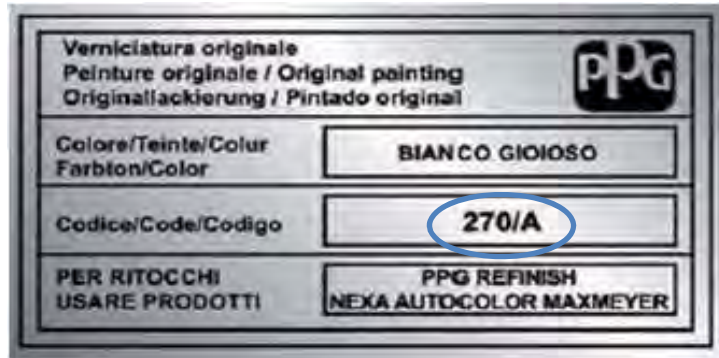 Verniciatura originale
Peinture originale / Original painting
Originallackierung / Pintado original
PPG
Colore/Teinte/Colur
Farbton/Color
BIANCO GIOIOSO
Codice/Code/Codigo
270/A
PER RITOCCHI
USARE PRODOTTI
PPG REFINISH
NEXA AUTOCOLOR MAXMEYER